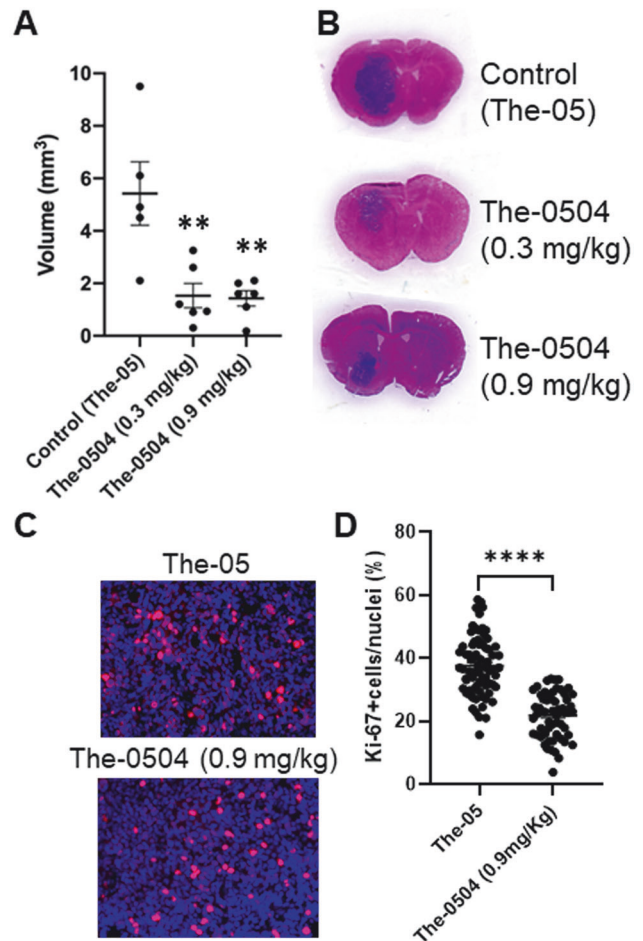 A
10
8
6
4
2
0
Volume (mm³)
**
**
Control (The-05)
The-0504 (0.3 mg/kg)
The-0504 (0.9 mg/kg)
B
Control
(The-05)
The-0504
(0.3 mg/kg)
The-0504
(0.9 mg/kg)
C
The-05
The-0504 (0.9 mg/kg)
D
80
60
40
20
0
Ki-67+cells/nuclei (%)
****
The-05
The-0504 (0.9mg/Kg)